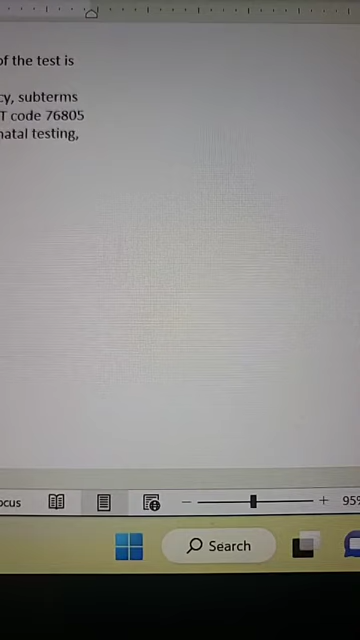 of the test is
cy, subterms
T code 76805
natal testing,
ocus
95%
Search